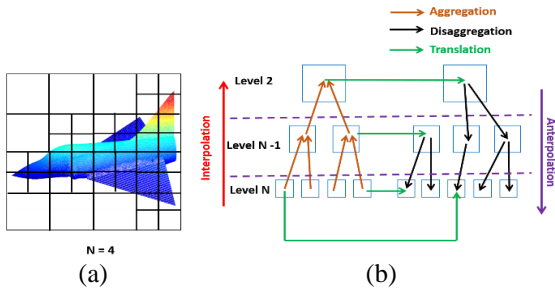 Aggregation
Disaggregation
Translation
Level 2
Level N -1
Level N
Interpolation
Anterpolation
N = 4
(a)
(b)